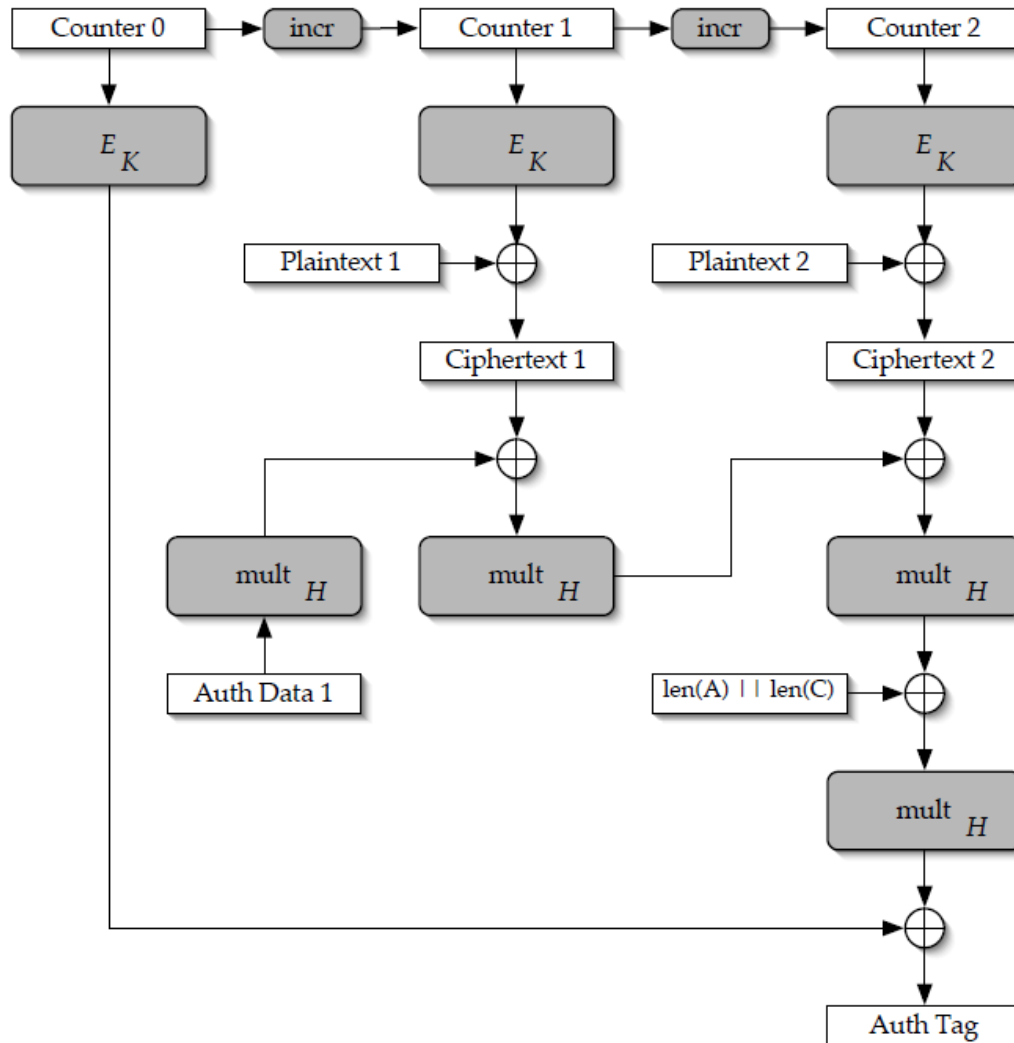 Counter 0
incr
Counter 1
incr
Counter 2
E K
E K
E K
Plaintext 1
Plaintext 2
Ciphertext 1
Ciphertext 2
mult H
mult H
mult H
Auth Data 1
len(A) || len(C)
mult H
Auth Tag